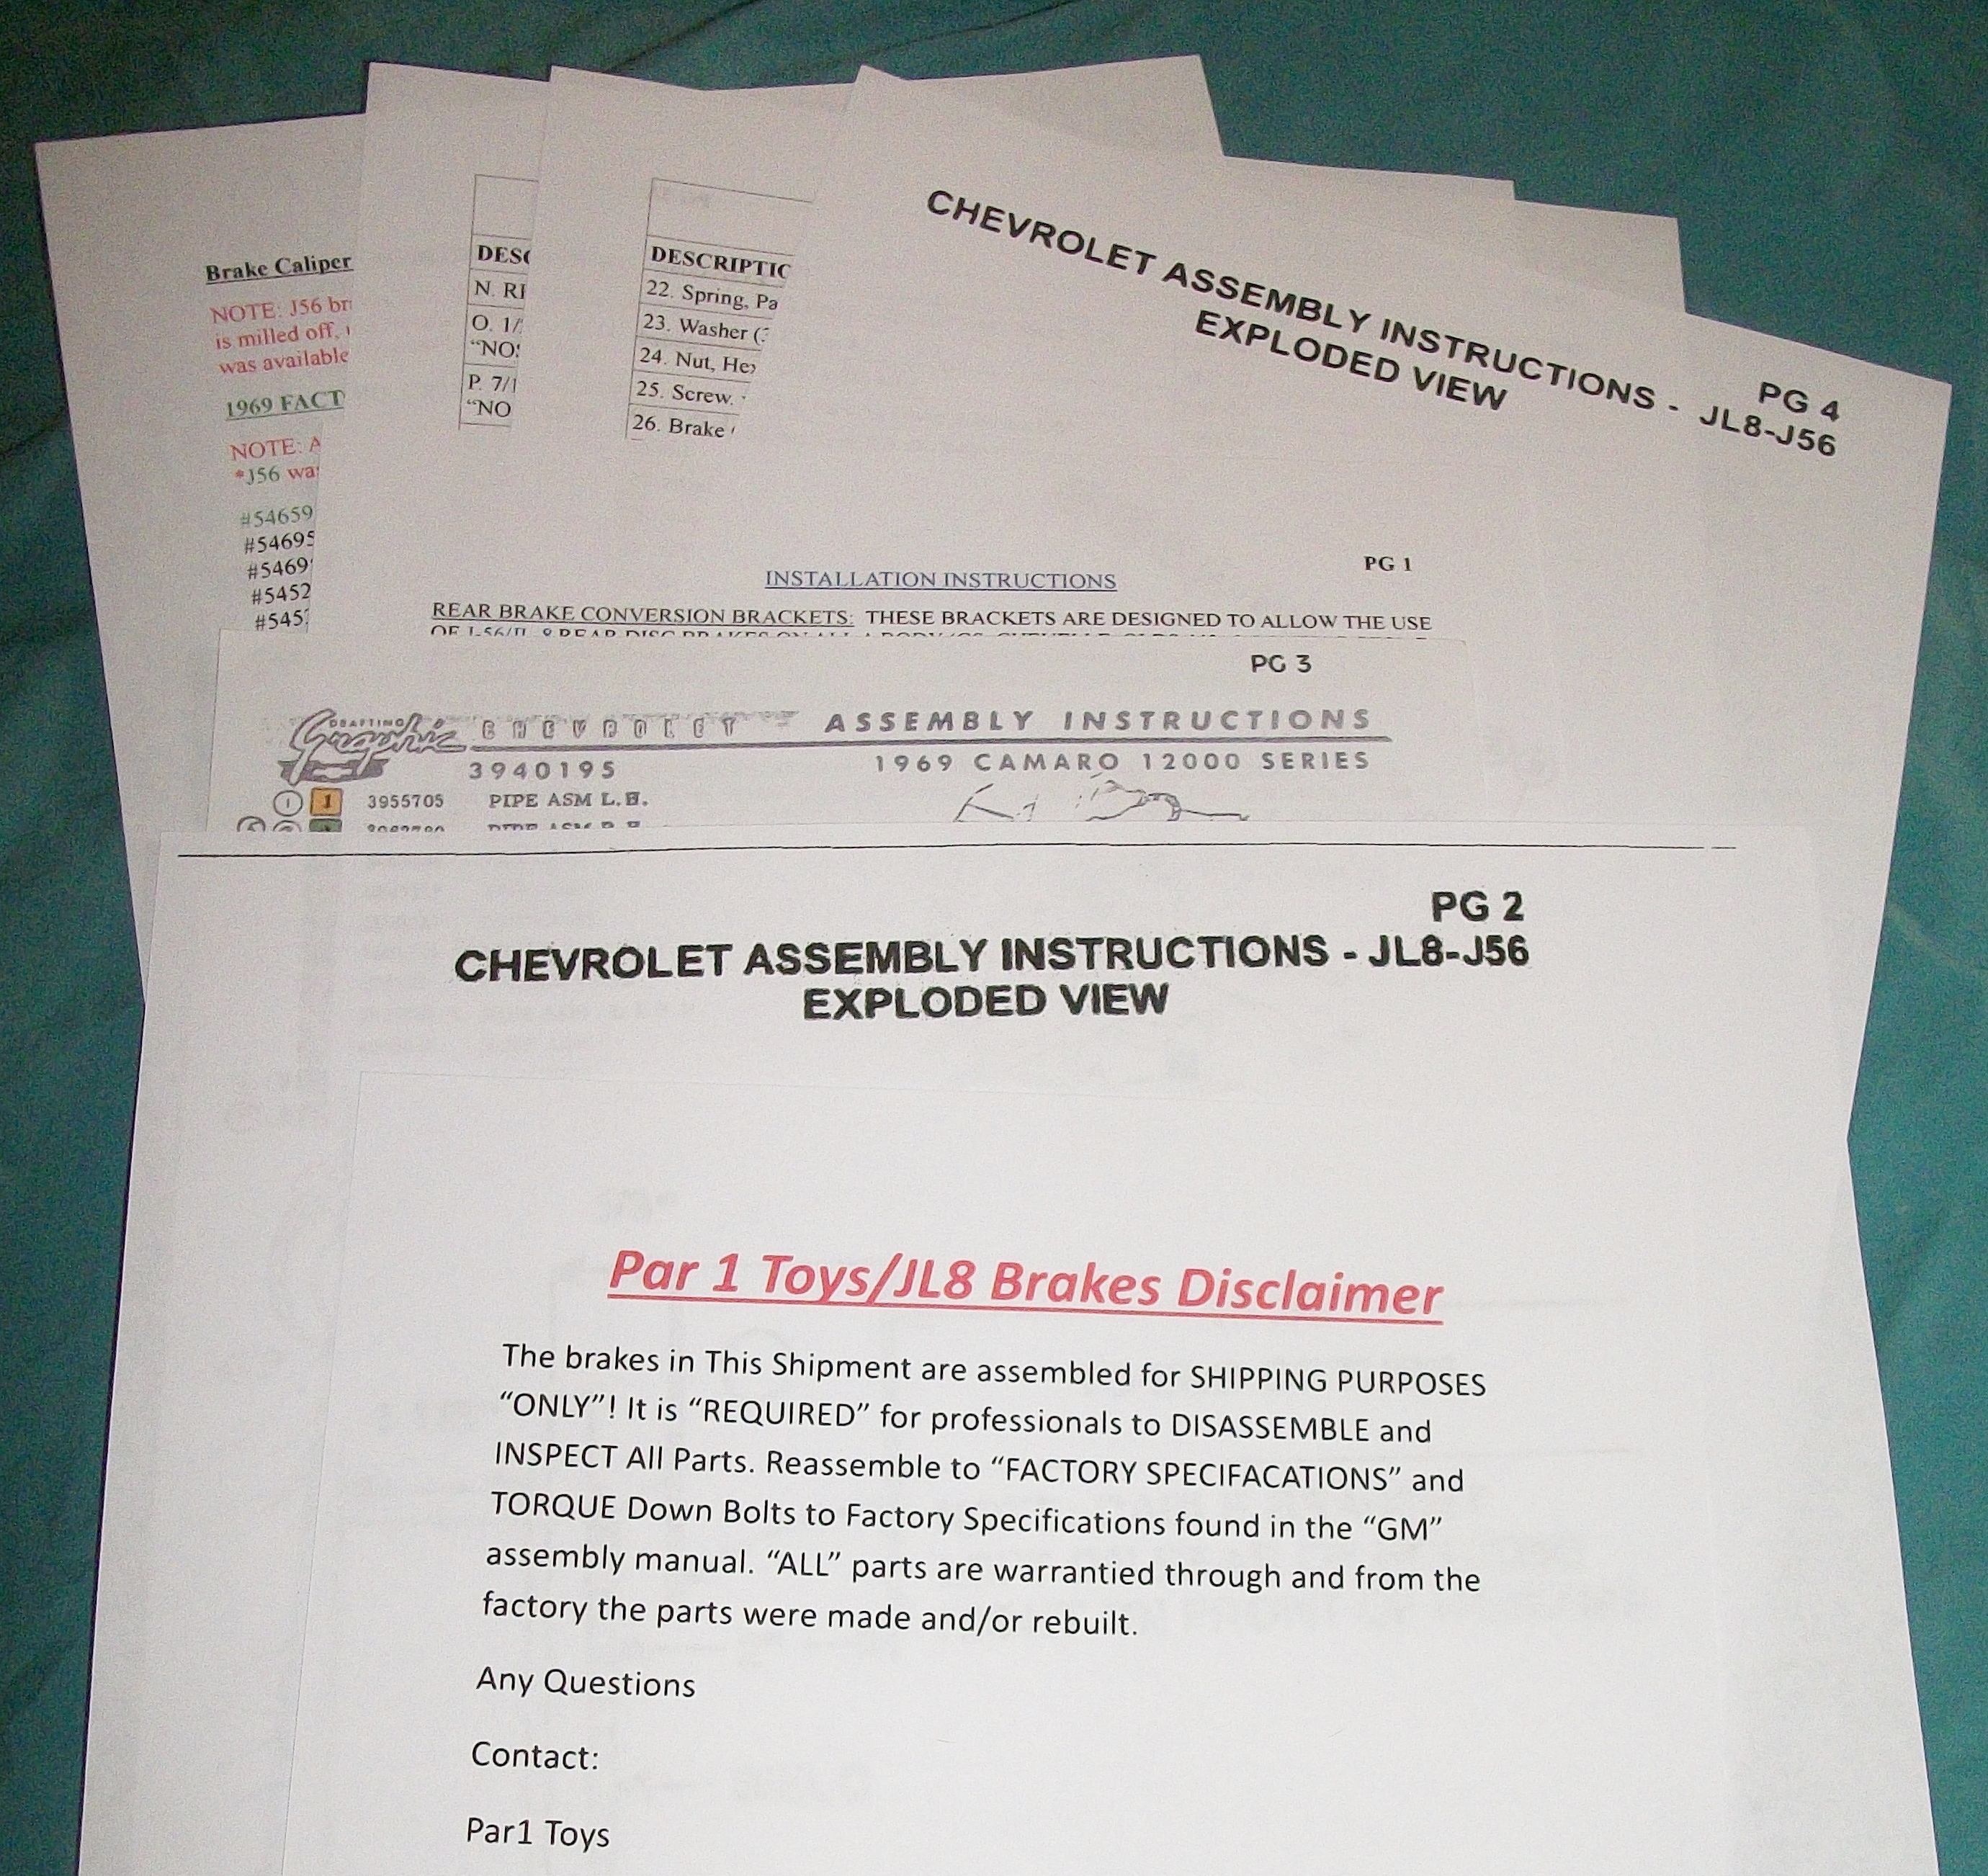 Brake Caliper
NOTE: J56
is milled off,
was available
1969 FACT
NOTE: A
*J56
#54659
#54695
#5469
#5452
#545
DESC
N.
O.
"NO
P.
"NO
DESCRIPTIC
22. Spring,
23. Washer
24. Nut,
25. Screw.
26. Brake
PG 4
CHEVROLET ASSEMBLY INSTRUCTIONS - JL8-J56
EXPLODED VIEW
PG 1
INSTALLATION INSTRUCTIONS
REAR BRAKE CONVERSION BRACKETS: THESE BRACKETS ARE DESIGNED TO ALLOW THE USE
PG 3
DRAFTING Graphic CHEVROLET ASSEMBLY INSTRUCTIONS
3940195 1969 CAMARO 12000 SERIES
1 1 3955705 PIPE ASM L.H.
PG 2
CHEVROLET ASSEMBLY INSTRUCTIONS - JL8-J56
EXPLODED VIEW
Par 1 Toys/JL8 Brakes Disclaimer
The brakes in This Shipment are assembled for SHIPPING PURPOSES
“ONLY”! It is “REQUIRED” for professionals to DISASSEMBLE and
INSPECT All Parts. Reassemble to “FACTORY SPECIFACATIONS” and
TORQUE Down Bolts to Factory Specifications found in the “GM”
assembly manual. “ALL” parts are warrantied through and from the
factory the parts were made and/or rebuilt.
Any Questions
Contact:
Par1 Toys